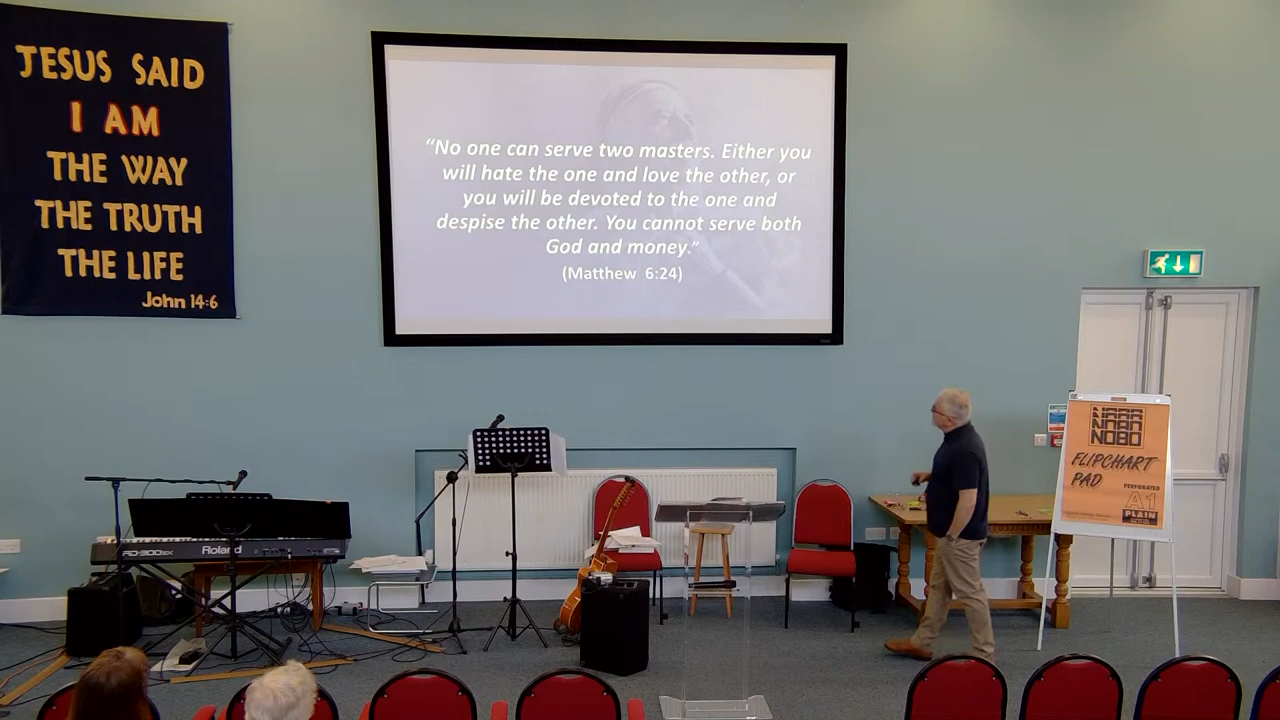 JESUS SAID
I AM
THE WAY
THE TRUTH
THE LIFE
John 14:6
“No one can serve two masters. Either you
will hate the one and love the other, or
you will be devoted to the one and
despise the other. You cannot serve both
God and money.”
(Matthew 6:24)
Roland
RD-300SX
NOBO
FLIPCHART
PAD
PERFORATED
A1
PLAIN